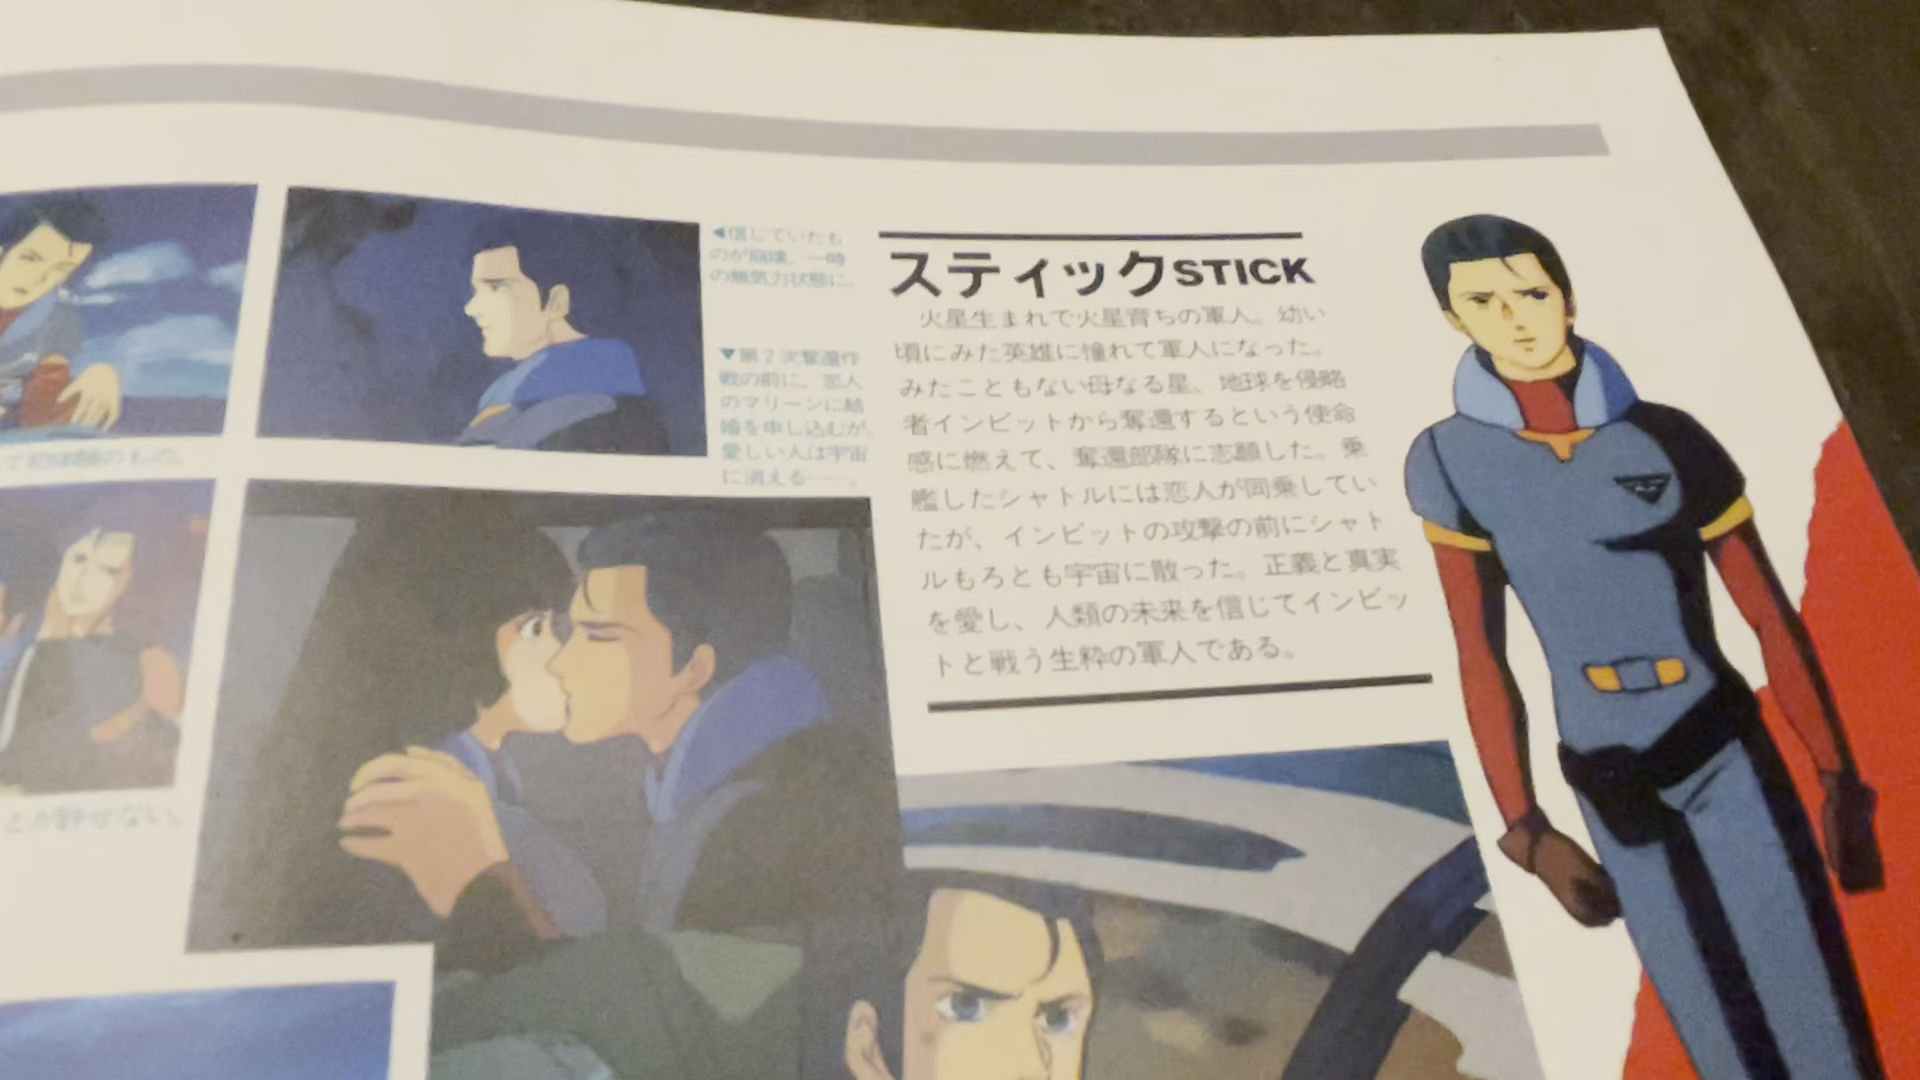 ◀信じていたも
のが崩壊。一時
の無気力状態に。
▼第2次奪還作
戦の前に、恋人
のマリーンに結
婚を申し込むが、
愛しい人は宇宙
に消える……。
スティックSTICK
火星生まれで火星育ちの軍人。幼い
頃にみた英雄に憧れて軍人になった。
みたこともない母なる星、地球を侵略
者インビットから奪還するという使命
感に燃えて、奪還部隊に志願した。乗
艦したシャトルには恋人が同乗してい
たが、インビットの攻撃の前にシャト
ルもろとも宇宙に散った。正義と真実
を愛し、人類の未来を信じてインビッ
トと戦う生粋の軍人である。
のもの。
とが許せない。